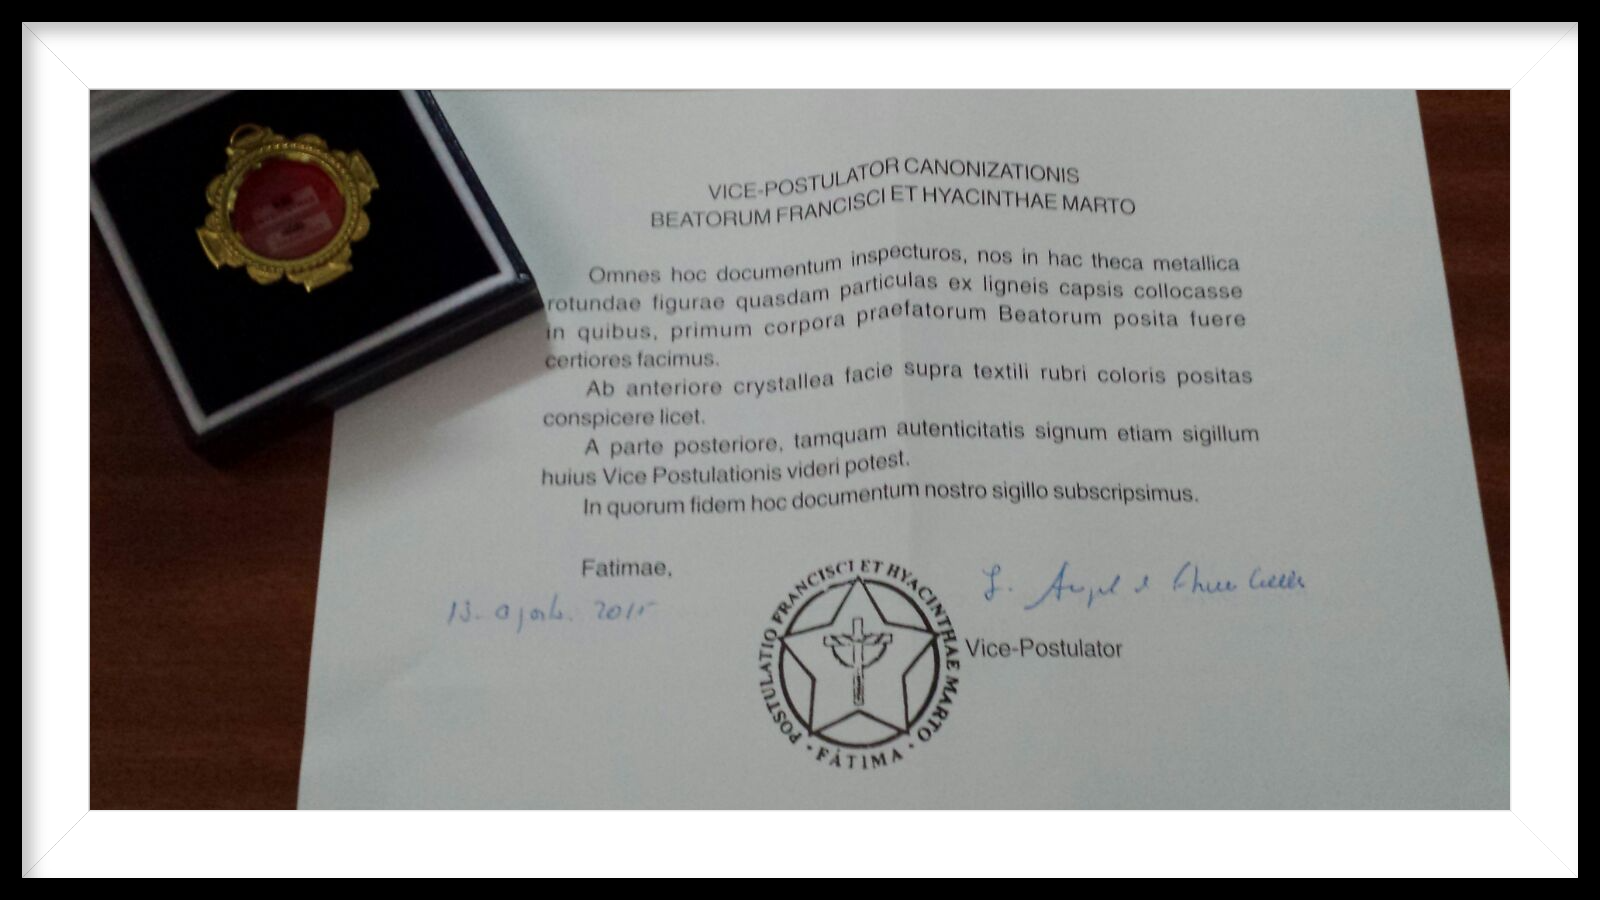 VICE-POSTULATOR CANONIZATIONIS
BEATORUM FRANCISCI ET HYACINTHAE MARTO
Omnes hoc documentum inspecturos, nos in hac theca metallica
rotundae figurae quasdam particulas ex ligneis capsis collocasse
in quibus, primum corpora praefatorum Beatorum posita fuere
certiores facimus.
Ab anteriore crystallea facie supra textili rubri coloris positas
conspicere licet.
A parte posteriore, tamquam autenticitatis signum etiam sigillum
huius Vice Postulationis videri potest.
In quorum fidem hoc documentum nostro sigillo subscripsimus.
Fatimae,
13. 2015
Vice-Postulator
POSTULATIO FRANCISCI ET HYACINTHAE MARTO
· FÁTIMA ·